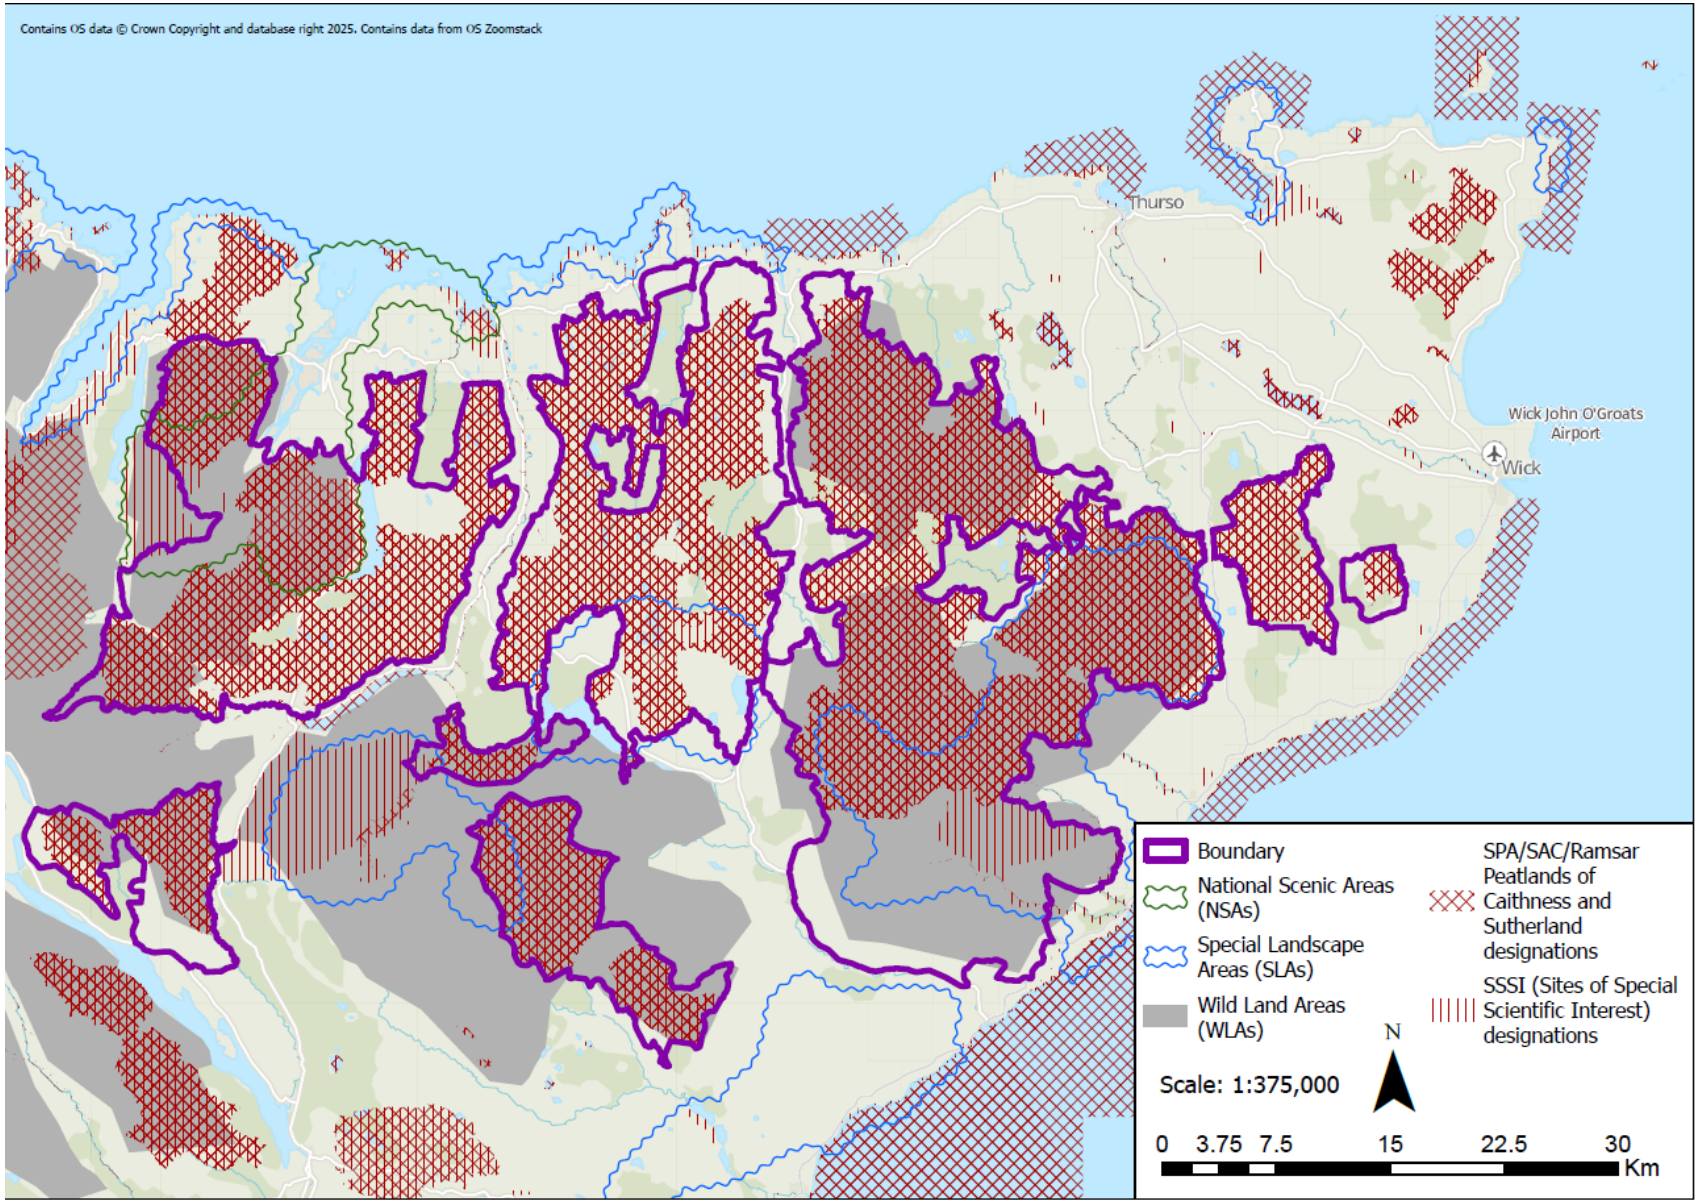 Contains OS data © Crown Copyright and database right 2025. Contains data from OS Zoomstack
Thurso
Wick John O'Groats
Airport
Wick
Boundary
National Scenic Areas
(NSAs)
Special Landscape
Areas (SLAs)
Wild Land Areas
(WLAs)
SPA/SAC/Ramsar
Peatlands of
Caithness and
Sutherland
designations
SSSI (Sites of Special
Scientific Interest)
designations
N
Scale: 1:375,000
0 3.75 7.5 15 22.5 30
Km